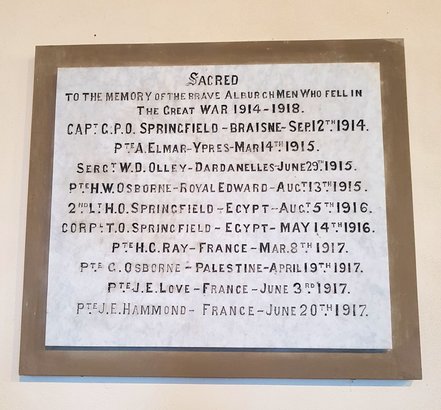 SACRED
TO THE MEMORY OF THE BRAVE ALBURGH MEN WHO FELL IN
THE GREAT WAR 1914-1918.
CAPT G.P.O. SPRINGFIELD - BRAISNE - SEP 12TH 1914.
PTE A. ELMAR - YPRES - MAR 14TH 1915.
SERGT W.D. OLLEY - DARDANELLES - JUNE 29TH 1915.
PTE H.W. OSBORNE - ROYAL EDWARD - AUGT 13TH 1915.
2ND LT H.O. SPRINGFIELD - EGYPT - AUGT 5TH 1916.
CORPL T.O. SPRINGFIELD - EGYPT - MAY 14TH 1916.
PTE H.C. RAY - FRANCE - MAR. 8TH 1917.
PTE G. OSBORNE - PALESTINE - APRIL 19TH 1917.
PTE J.E. LOVE - FRANCE - JUNE 3RD 1917.
PTE J.E. HAMMOND - FRANCE - JUNE 20TH 1917.